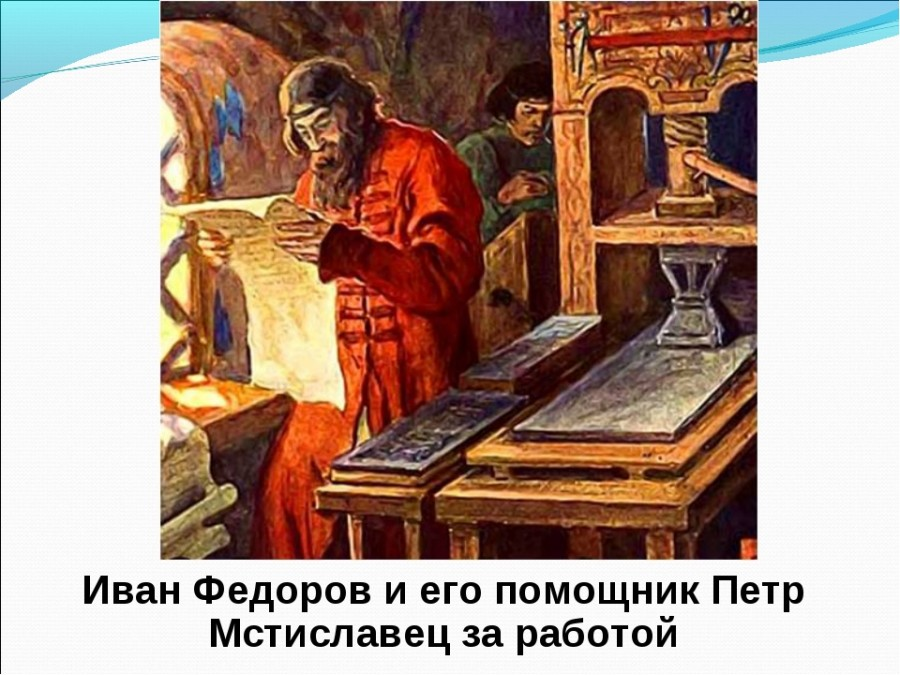 Иван Федоров и его помощник Петр
Мстиславец за работой